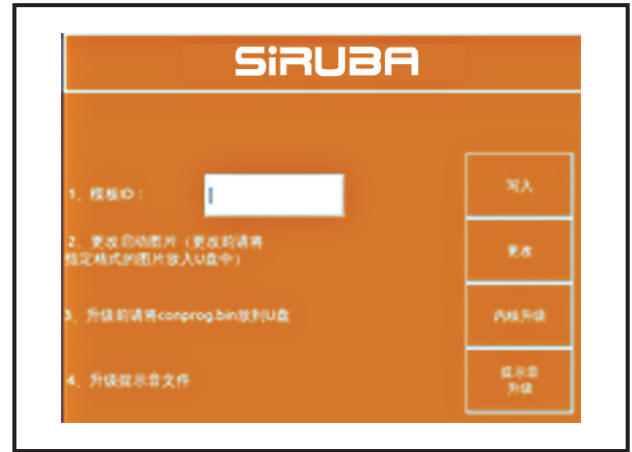 SiRUBA
1、模板ID：
写入
2、更改启动图片（更改前请将
指定格式的图片放入U盘中）
更改
3、升级前请将conprog.bin放到U盘
内核升级
4、升级提示音文件
提示音
升级